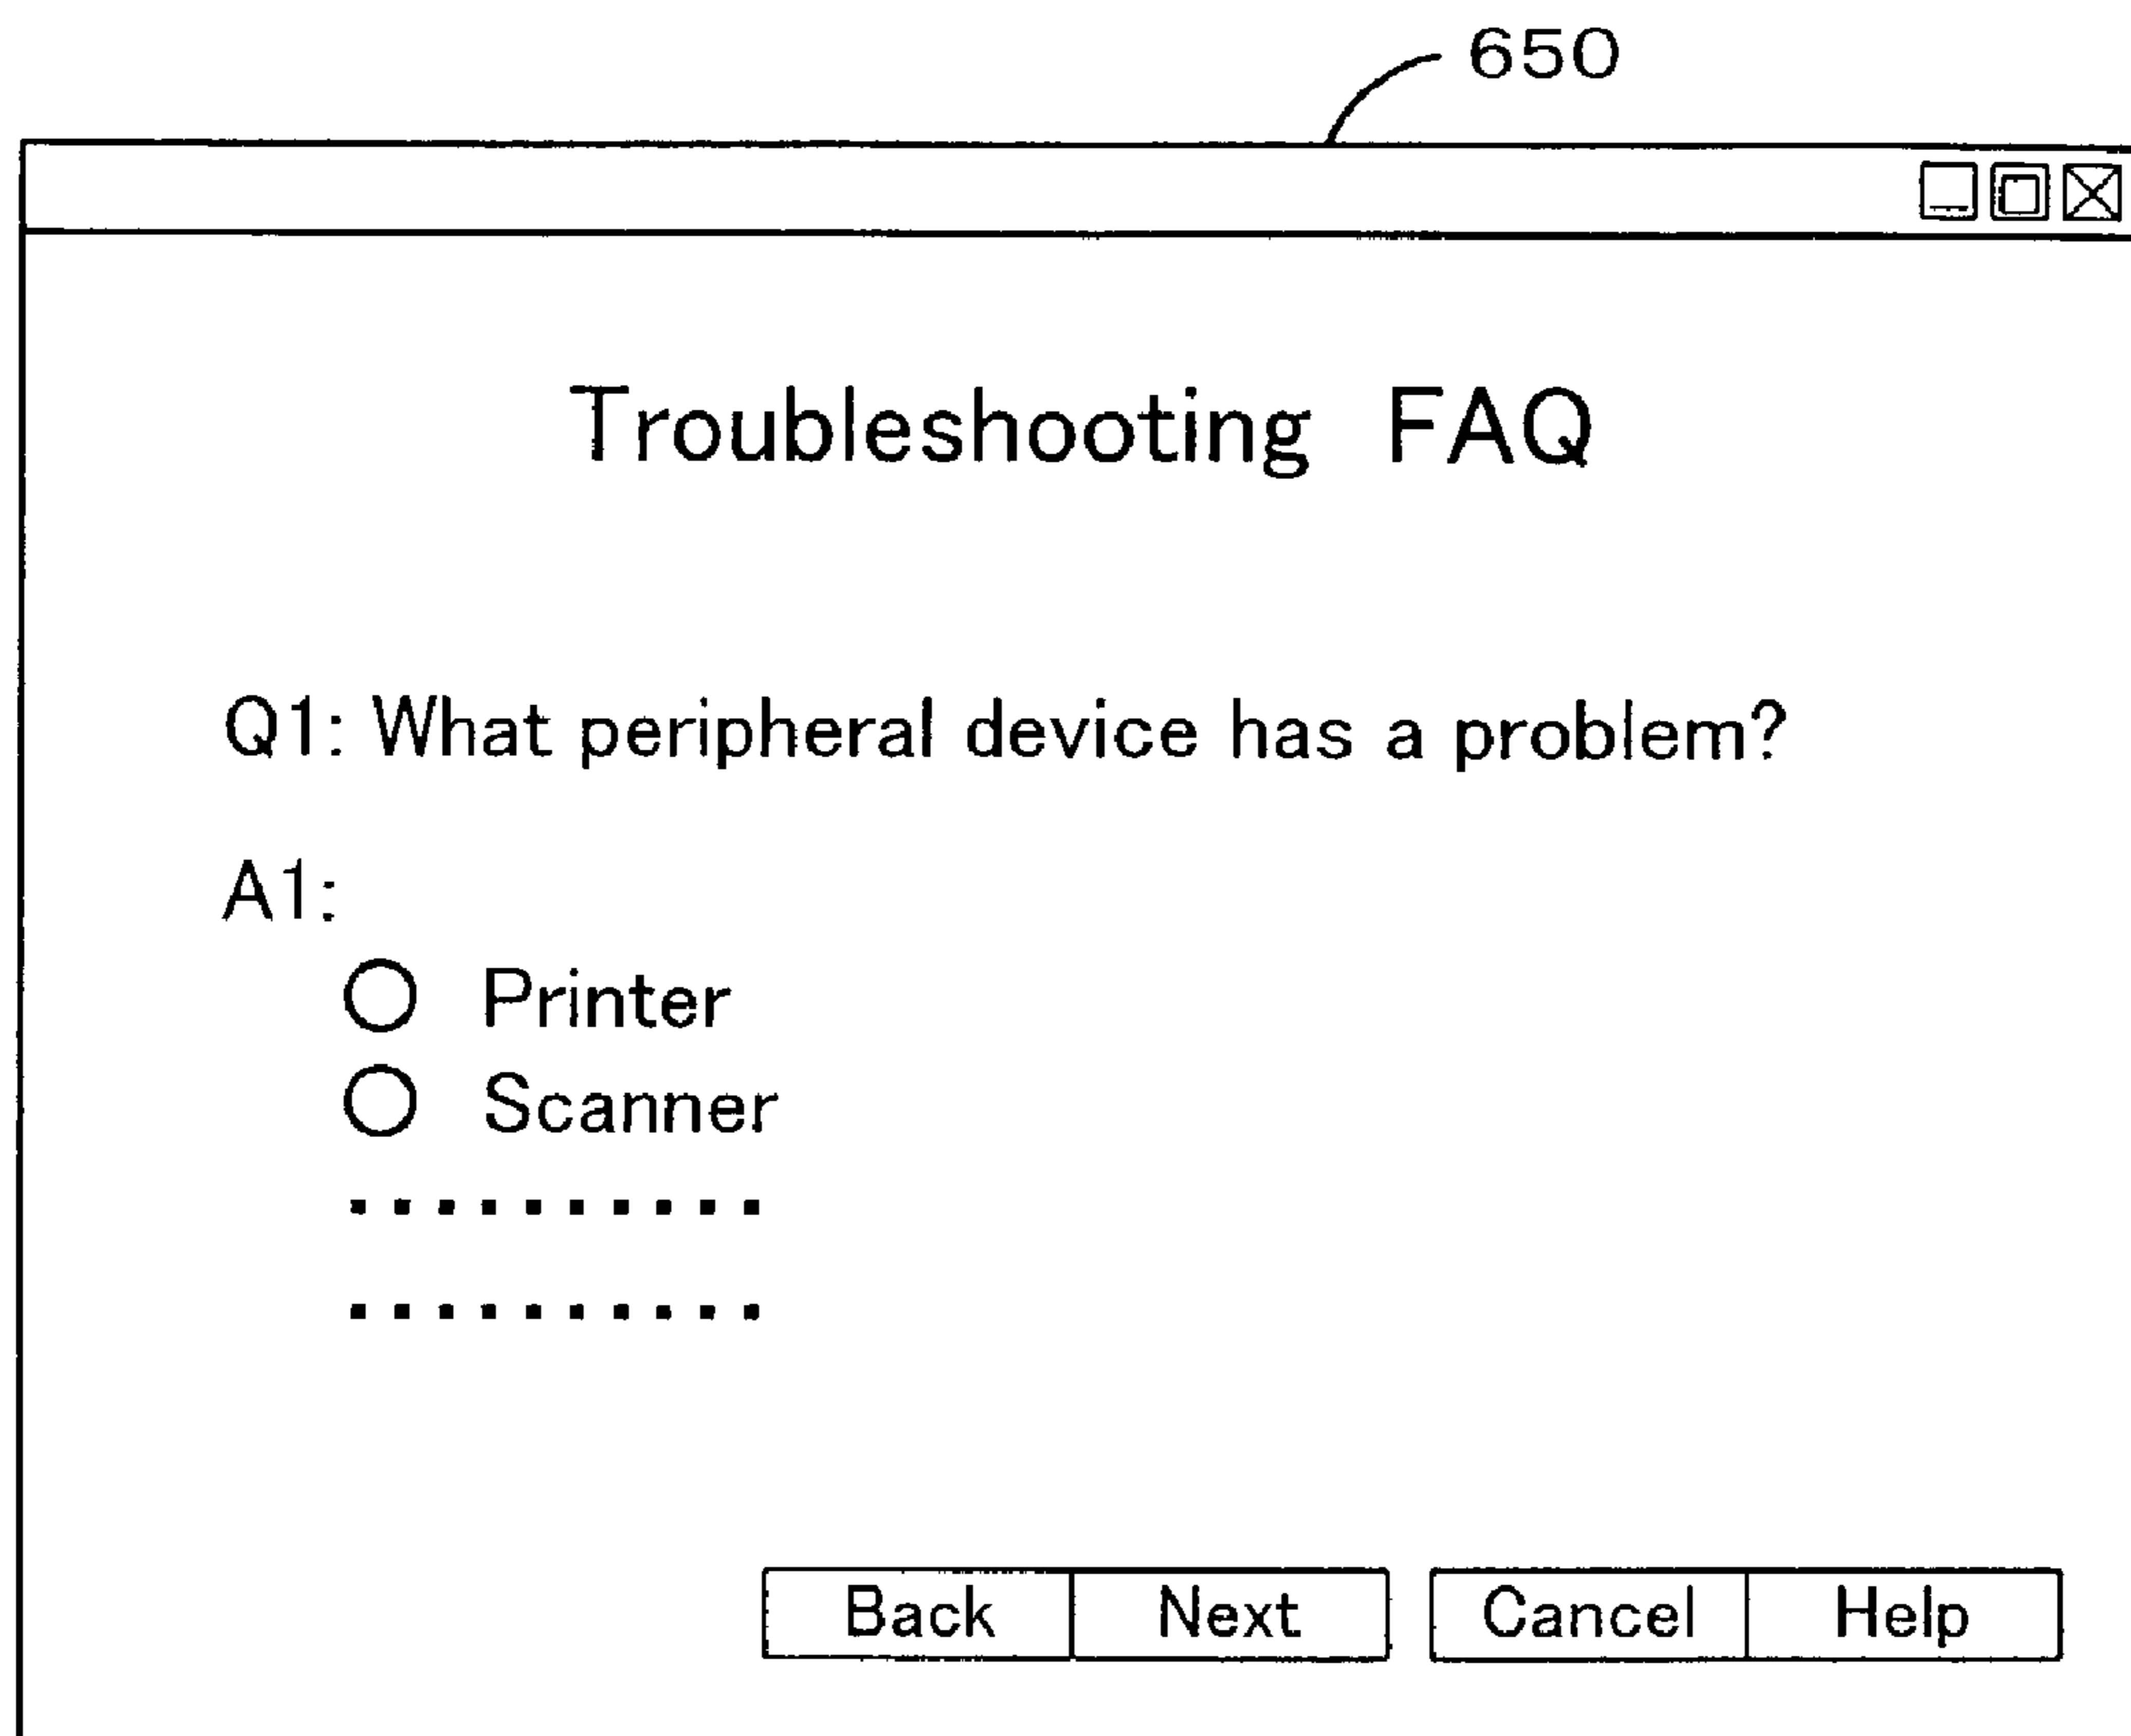 650
Troubleshooting FAQ
Q1: What peripheral device has a problem?
A1:
Printer
Scanner
..........
..........
Back Next Cancel Help